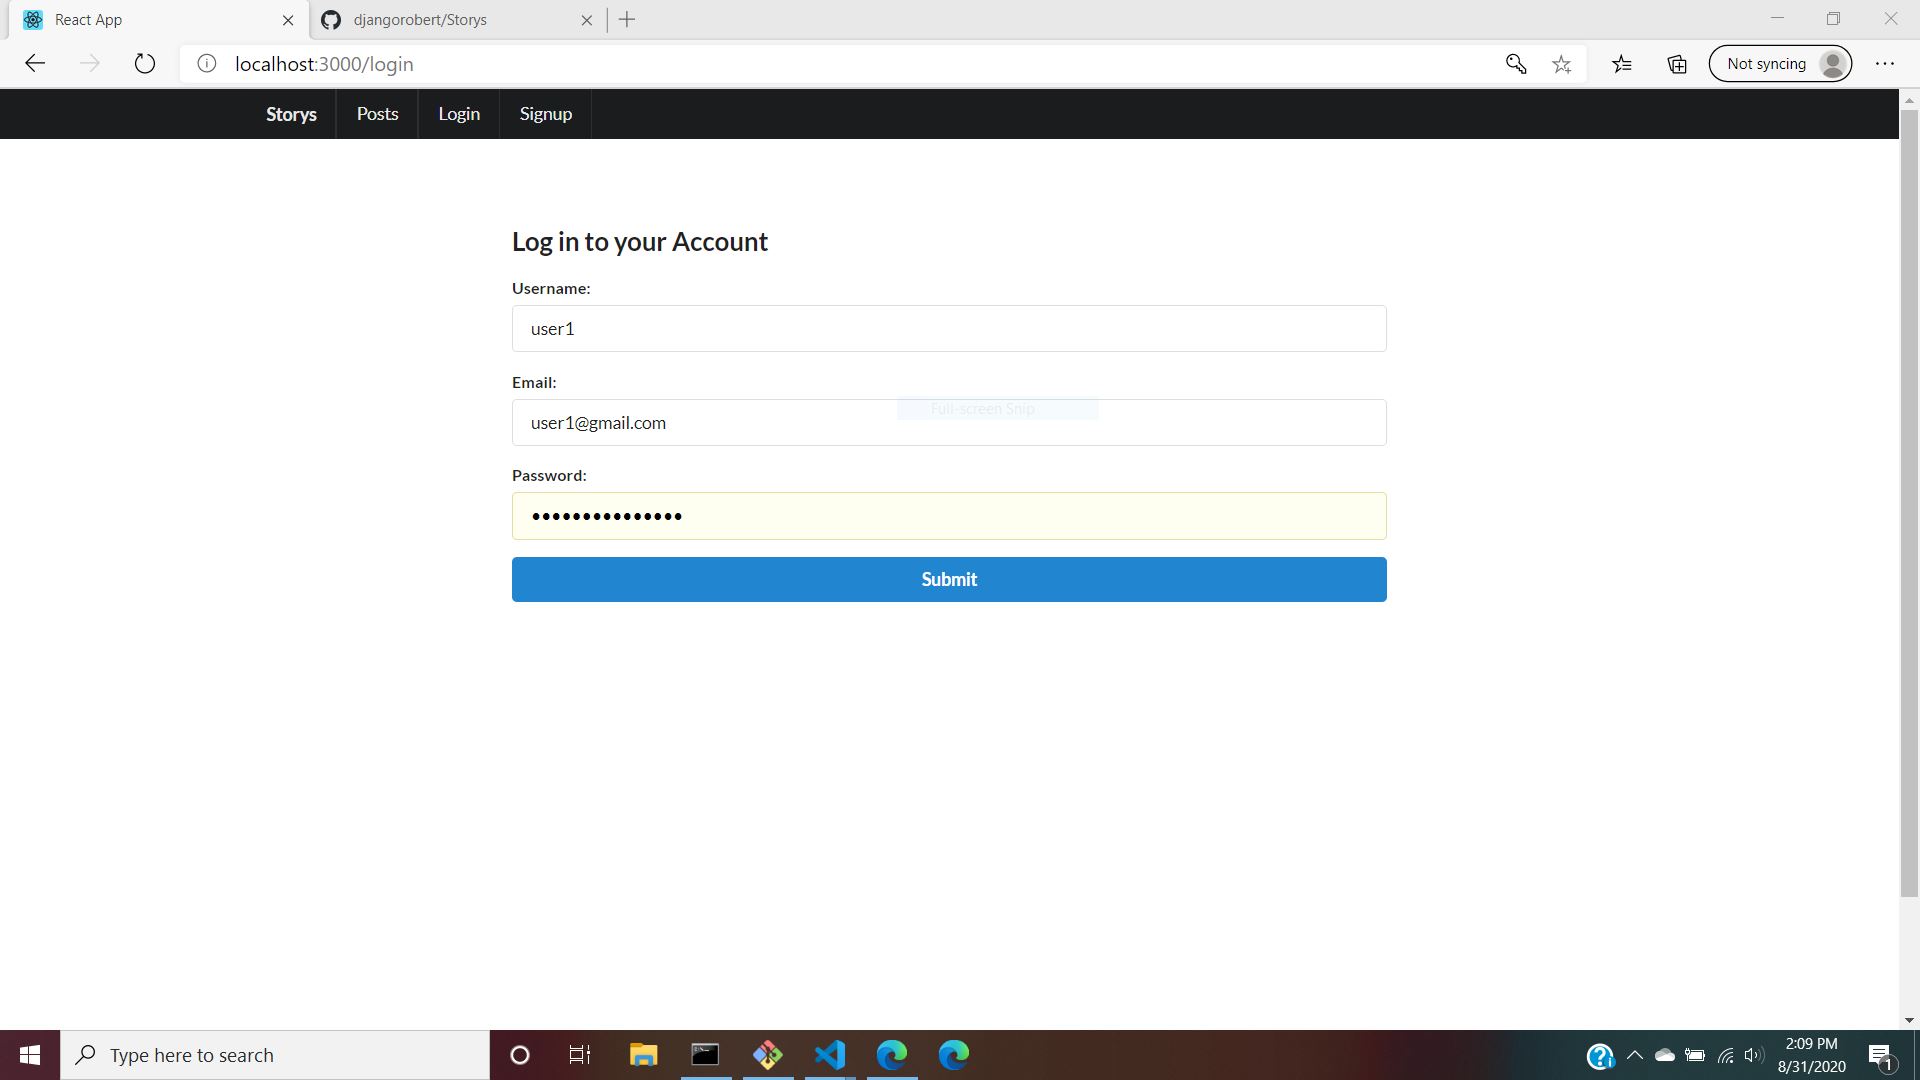 React App
djangorobert/Storys
localhost:3000/login
Not syncing
Storys
Posts
Login
Signup
Log in to your Account
Username:
user1
Email:
Full-screen Snip
user1@gmail.com
Password:
•••••••••••••••
Submit
Type here to search
2:09 PM
8/31/2020
1